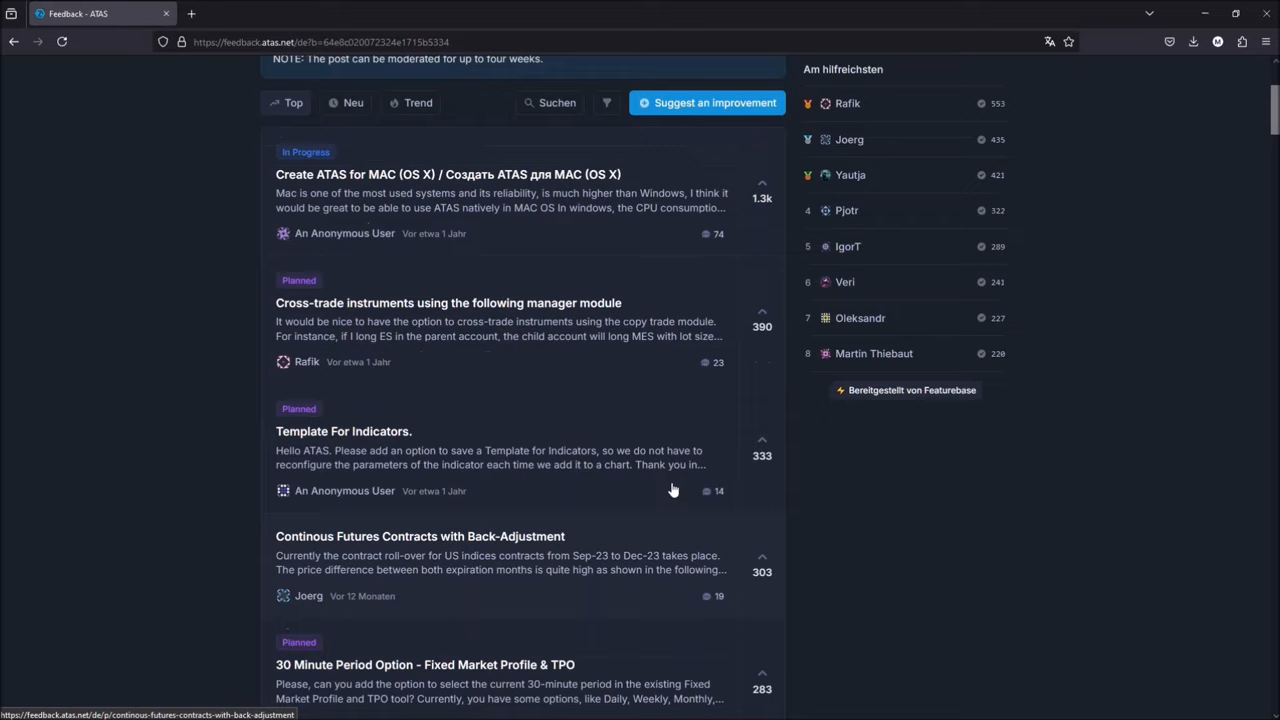 Feedback - ATAS
https://feedback.atas.net/de?b=64e8c020072324e1715b5334
NOTE: The post can be moderated for up to four weeks.
Top
Neu
Trend
Suchen
Suggest an improvement
In Progress
Create ATAS for MAC (OS X) / Создать ATAS для MAC (OS X)
Mac is one of the most used systems and its reliability, is much higher than Windows, I think it
would be great to be able to use ATAS natively in MAC OS In windows, the CPU consumptio...
An Anonymous User Vor etwa 1 Jahr
74
1.3k
Planned
Cross-trade instruments using the following manager module
It would be nice to have the option to cross-trade instruments using the copy trade module.
For instance, if I long ES in the parent account, the child account will long MES with lot size...
Rafik Vor etwa 1 Jahr
23
390
Planned
Template For Indicators.
Hello ATAS. Please add an option to save a Template for Indicators, so we do not have to
reconfigure the parameters of the indicator each time we add it to a chart. Thank you in...
An Anonymous User Vor etwa 1 Jahr
14
333
Continous Futures Contracts with Back-Adjustment
Currently the contract roll-over for US indices contracts from Sep-23 to Dec-23 takes place.
The price difference between both expiration months is quite high as shown in the following...
Joerg Vor 12 Monaten
19
303
Planned
30 Minute Period Option - Fixed Market Profile & TPO
Please, can you add the option to select the current 30-minute period in the existing Fixed
Market Profile and TPO tool? Currently, you have some options, like Daily, Weekly, Monthly,...
283
Am hilfreichsten
Rafik 553
Joerg 435
Yautja 421
4 Pjotr 322
5 IgorT 289
6 Veri 241
7 Oleksandr 227
8 Martin Thiebaut 220
Bereitgestellt von Featurebase
https://feedback.atas.net/de/p/continous-futures-contracts-with-back-adjustment